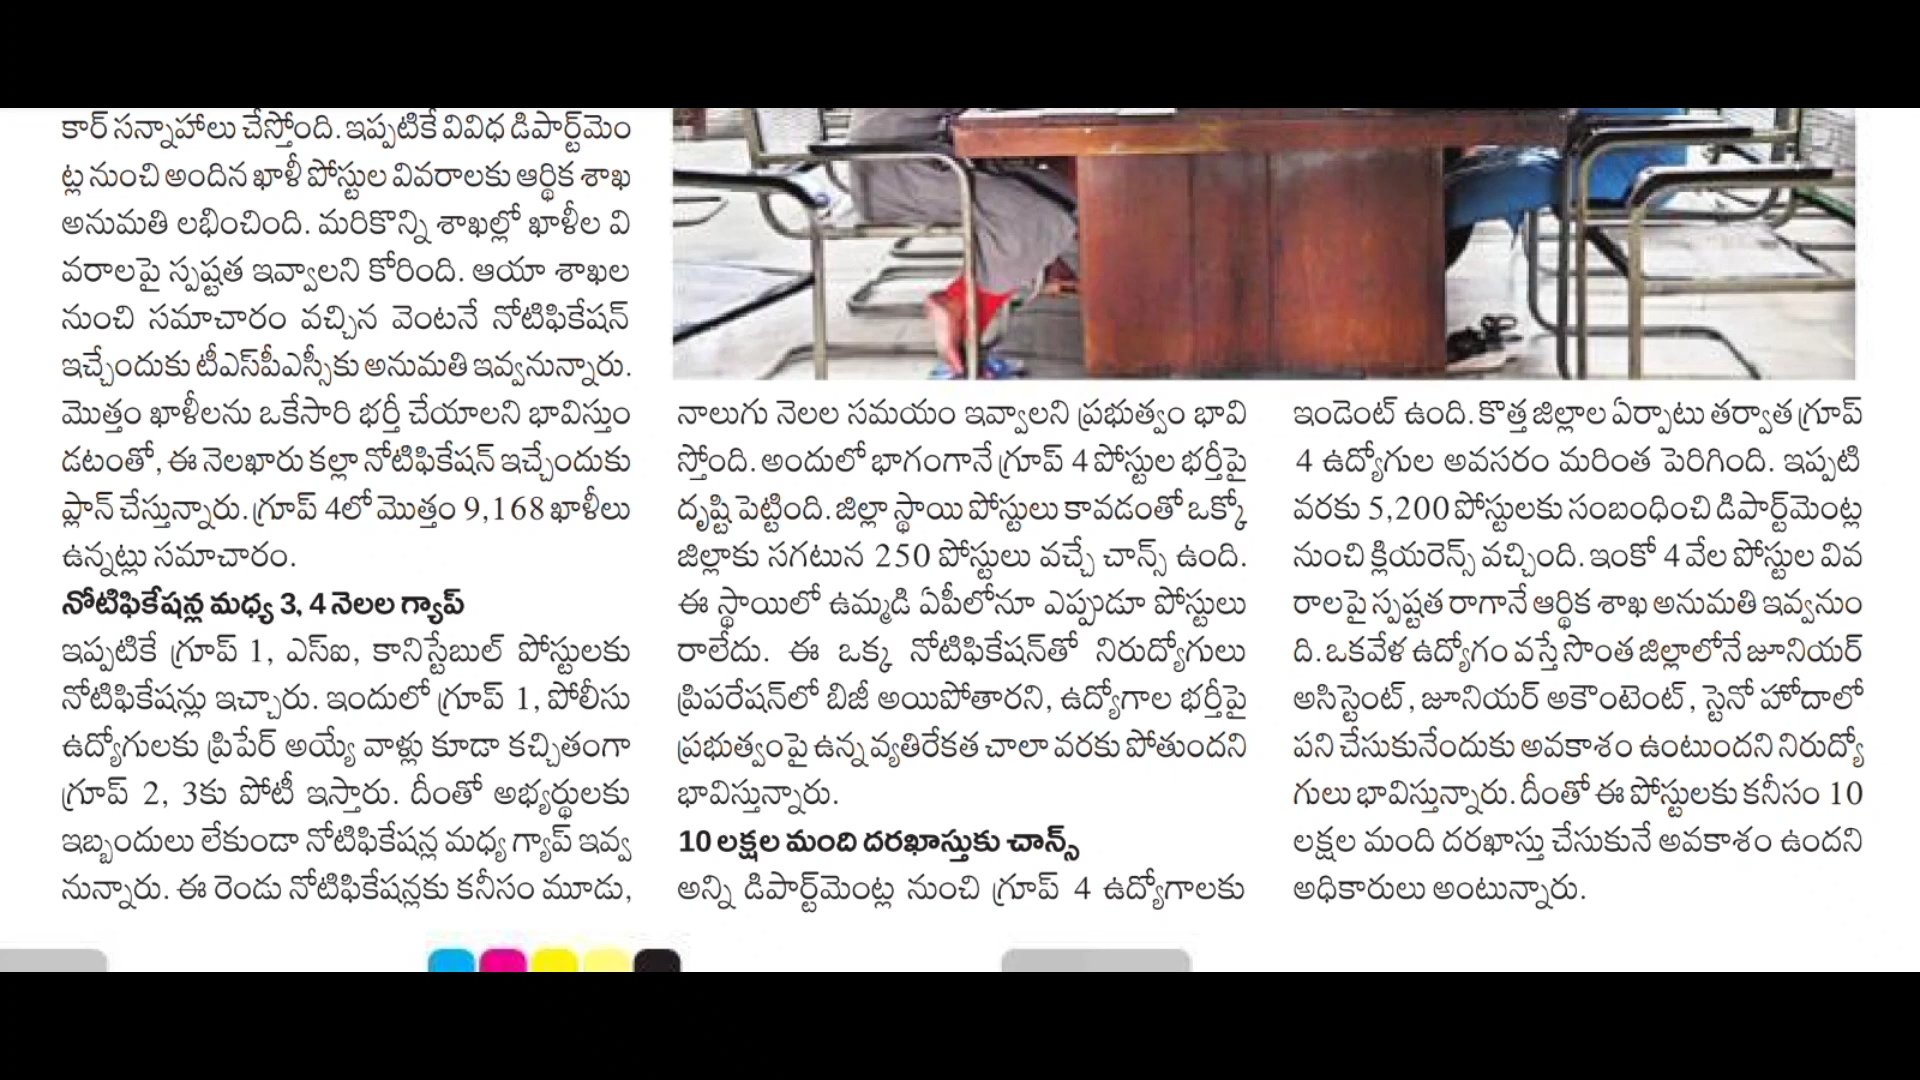 కార్ సన్నాహాలు చేస్తోంది. ఇప్పటికే వివిధ డిపార్ట్‌మెం
ట్ల నుంచి అందిన ఖాళీ పోస్టుల వివరాలకు ఆర్థిక శాఖ
అనుమతి లభించింది. మరికొన్ని శాఖల్లో ఖాళీల వి
వరాలపై స్పష్టత ఇవ్వాలని కోరింది. ఆయా శాఖల
నుంచి సమాచారం వచ్చిన వెంటనే నోటిఫికేషన్
ఇచ్చేందుకు టీఎస్‌పీఎస్సీకు అనుమతి ఇవ్వనున్నారు.
మొత్తం ఖాళీలను ఒకేసారి భర్తీ చేయాలని భావిస్తుం
డటంతో, ఈ నెలఖారు కల్లా నోటిఫికేషన్ ఇచ్చేందుకు
ప్లాన్ చేస్తున్నారు. గ్రూప్ 4లో మొత్తం 9,168 ఖాళీలు
ఉన్నట్లు సమాచారం.
నోటిఫికేషన్ల మధ్య 3, 4 నెలల గ్యాప్
ఇప్పటికే గ్రూప్ 1, ఎస్ఐ, కానిస్టేబుల్ పోస్టులకు
నోటిఫికేషన్లు ఇచ్చారు. ఇందులో గ్రూప్ 1, పోలీసు
ఉద్యోగులకు ప్రిపేర్ అయ్యే వాళ్లు కూడా కచ్చితంగా
గ్రూప్ 2, 3కు పోటీ ఇస్తారు. దీంతో అభ్యర్థులకు
ఇబ్బందులు లేకుండా నోటిఫికేషన్ల మధ్య గ్యాప్ ఇవ్వ
నున్నారు. ఈ రెండు నోటిఫికేషన్లకు కనీసం మూడు,
నాలుగు నెలల సమయం ఇవ్వాలని ప్రభుత్వం భావి
స్తోంది. అందులో భాగంగానే గ్రూప్ 4 పోస్టుల భర్తీపై
దృష్టి పెట్టింది. జిల్లా స్థాయి పోస్టులు కావడంతో ఒక్కో
జిల్లాకు సగటున 250 పోస్టులు వచ్చే చాన్స్ ఉంది.
ఈ స్థాయిలో ఉమ్మడి ఏపీలోనూ ఎప్పుడూ పోస్టులు
రాలేదు. ఈ ఒక్క నోటిఫికేషన్‌తో నిరుద్యోగులు
ప్రిపరేషన్‌లో బిజీ అయిపోతారని, ఉద్యోగాల భర్తీపై
ప్రభుత్వంపై ఉన్న వ్యతిరేకత చాలా వరకు పోతుందని
భావిస్తున్నారు.
10 లక్షల మంది దరఖాస్తుకు చాన్స్
అన్ని డిపార్ట్‌మెంట్ల నుంచి గ్రూప్ 4 ఉద్యోగాలకు
ఇండెంట్ ఉంది. కొత్త జిల్లాల ఏర్పాటు తర్వాత గ్రూప్
4 ఉద్యోగుల అవసరం మరింత పెరిగింది. ఇప్పటి
వరకు 5,200 పోస్టులకు సంబంధించి డిపార్ట్‌మెంట్ల
నుంచి క్లియరెన్స్ వచ్చింది. ఇంకో 4 వేల పోస్టుల వివ
రాలపై స్పష్టత రాగానే ఆర్థిక శాఖ అనుమతి ఇవ్వనుం
ది. ఒకవేళ ఉద్యోగం వస్తే సొంత జిల్లాలోనే జూనియర్
అసిస్టెంట్, జూనియర్ అకౌంటెంట్, స్టెనో హోదాలో
పని చేసుకునేందుకు అవకాశం ఉంటుందని నిరుద్యో
గులు భావిస్తున్నారు. దీంతో ఈ పోస్టులకు కనీసం 10
లక్షల మంది దరఖాస్తు చేసుకునే అవకాశం ఉందని
అధికారులు అంటున్నారు.